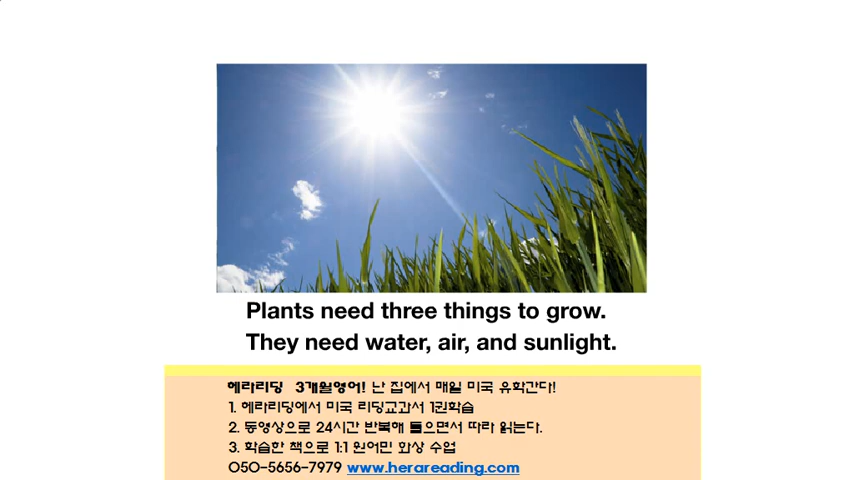 Plants need three things to grow.
They need water, air, and sunlight.
헤라리딩 3개월영어! 난 집에서 매일 미국 유학간다!
1. 헤라리딩에서 미국 리딩교과서 1권학습
2. 동영상으로 24시간 반복해 들으면서 따라 읽는다.
3. 학습한 책으로 1:1 원어민 화상 수업
050-5656-7979 www.herareading.com